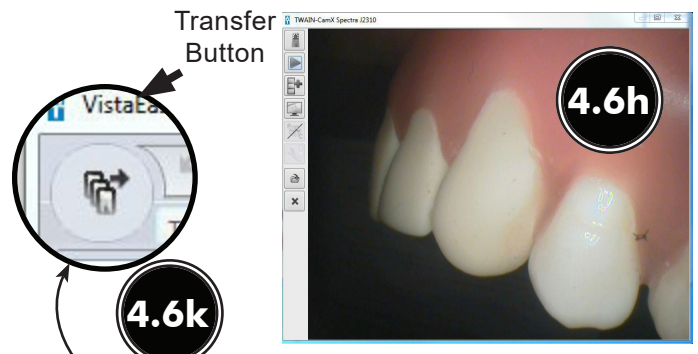 Transfer
Button
TWAIN-CamX Spectra J2310
VistaEa
4.6h
4.6k